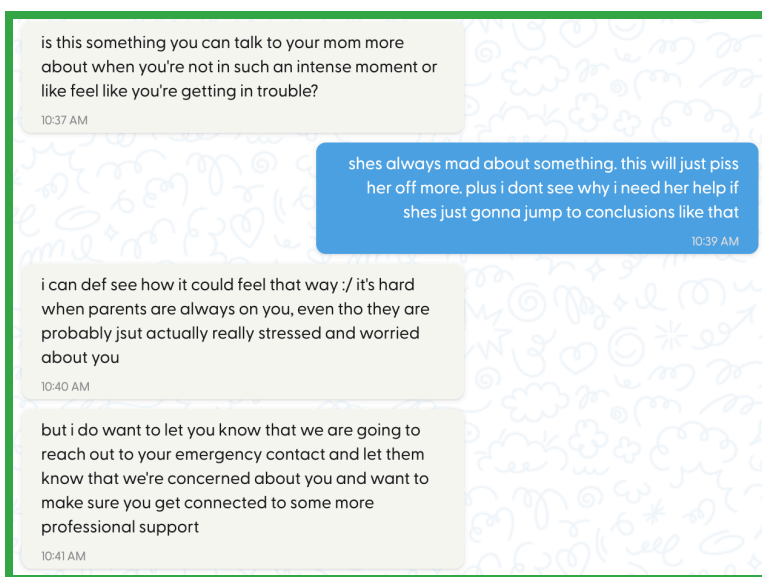 is this something you can talk to your mom more
about when you're not in such an intense moment or
like feel like you're getting in trouble?
10:37 AM
shes always mad about something. this will just piss
her off more. plus i dont see why i need her help if
shes just gonna jump to conclusions like that
10:39 AM
i can def see how it could feel that way :/ it's hard
when parents are always on you, even tho they are
probably jsut actually really stressed and worried
about you
10:40 AM
but i do want to let you know that we are going to
reach out to your emergency contact and let them
know that we're concerned about you and want to
make sure you get connected to some more
professional support
10:41 AM